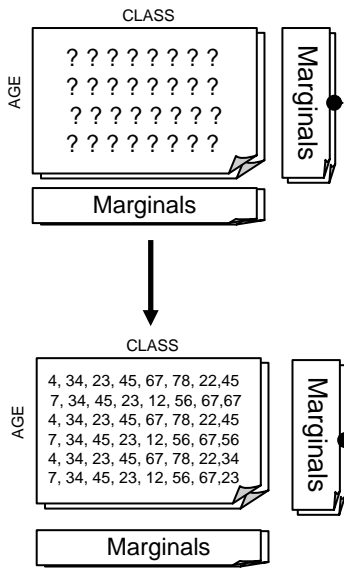 CLASS
AGE
? ? ? ? ? ? ? ?
? ? ? ? ? ? ? ?
? ? ? ? ? ? ? ?
? ? ? ? ? ? ? ?
Marginals
Marginals
CLASS
AGE
4, 34, 23, 45, 67, 78, 22,45
7, 34, 45, 23, 12, 56, 67,67
4, 34, 23, 45, 67, 78, 22,45
7, 34, 45, 23, 12, 56, 67,56
4, 34, 23, 45, 67, 78, 22,34
7, 34, 45, 23, 12, 56, 67,23
Marginals
Marginals